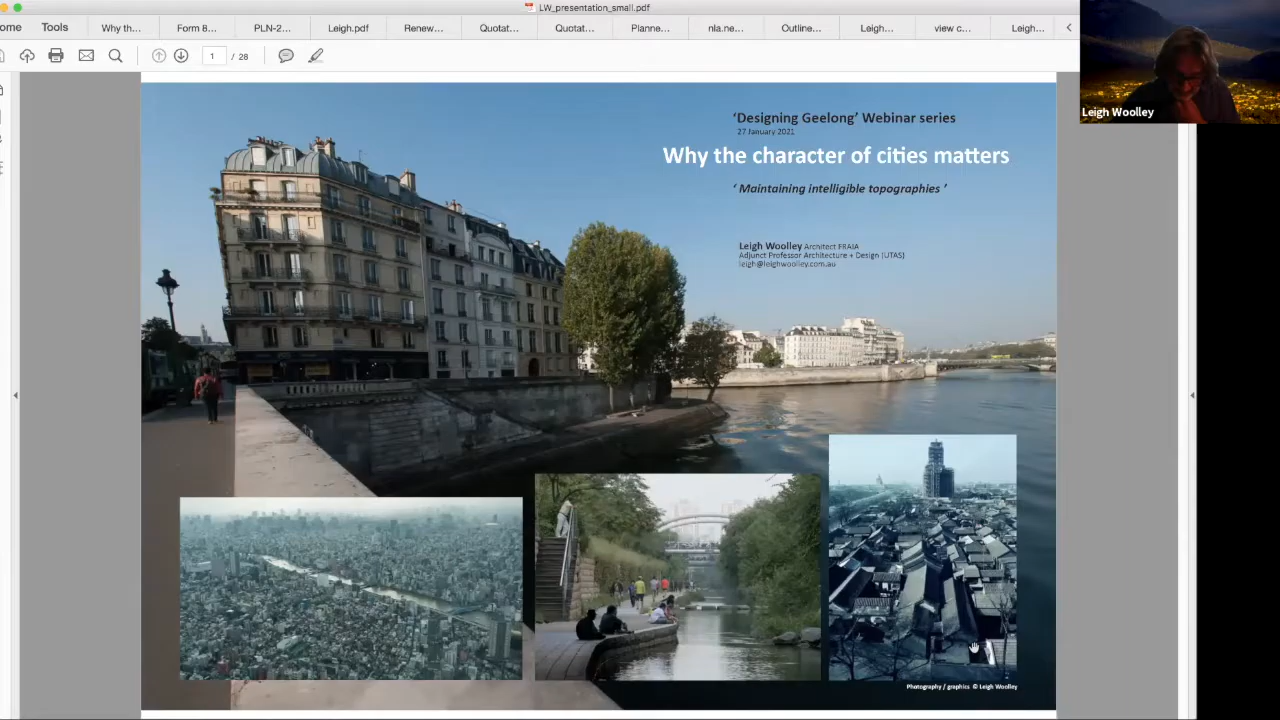 LW_presentation_small.pdf
ome Tools Why th... Form 8... PLN-2... Leigh.pdf Renew... Quotat... Quotat... Planne... nla.ne... Outline... Leigh... view c... Leigh...
1 / 28
Leigh Woolley
‘Designing Geelong’ Webinar series
27 January 2021
Why the character of cities matters
‘ Maintaining intelligible topographies ’
Leigh Woolley Architect FRAIA
Adjunct Professor Architecture + Design (UTAS)
leigh@leighwoolley.com.au
Photography / graphics © Leigh Woolley